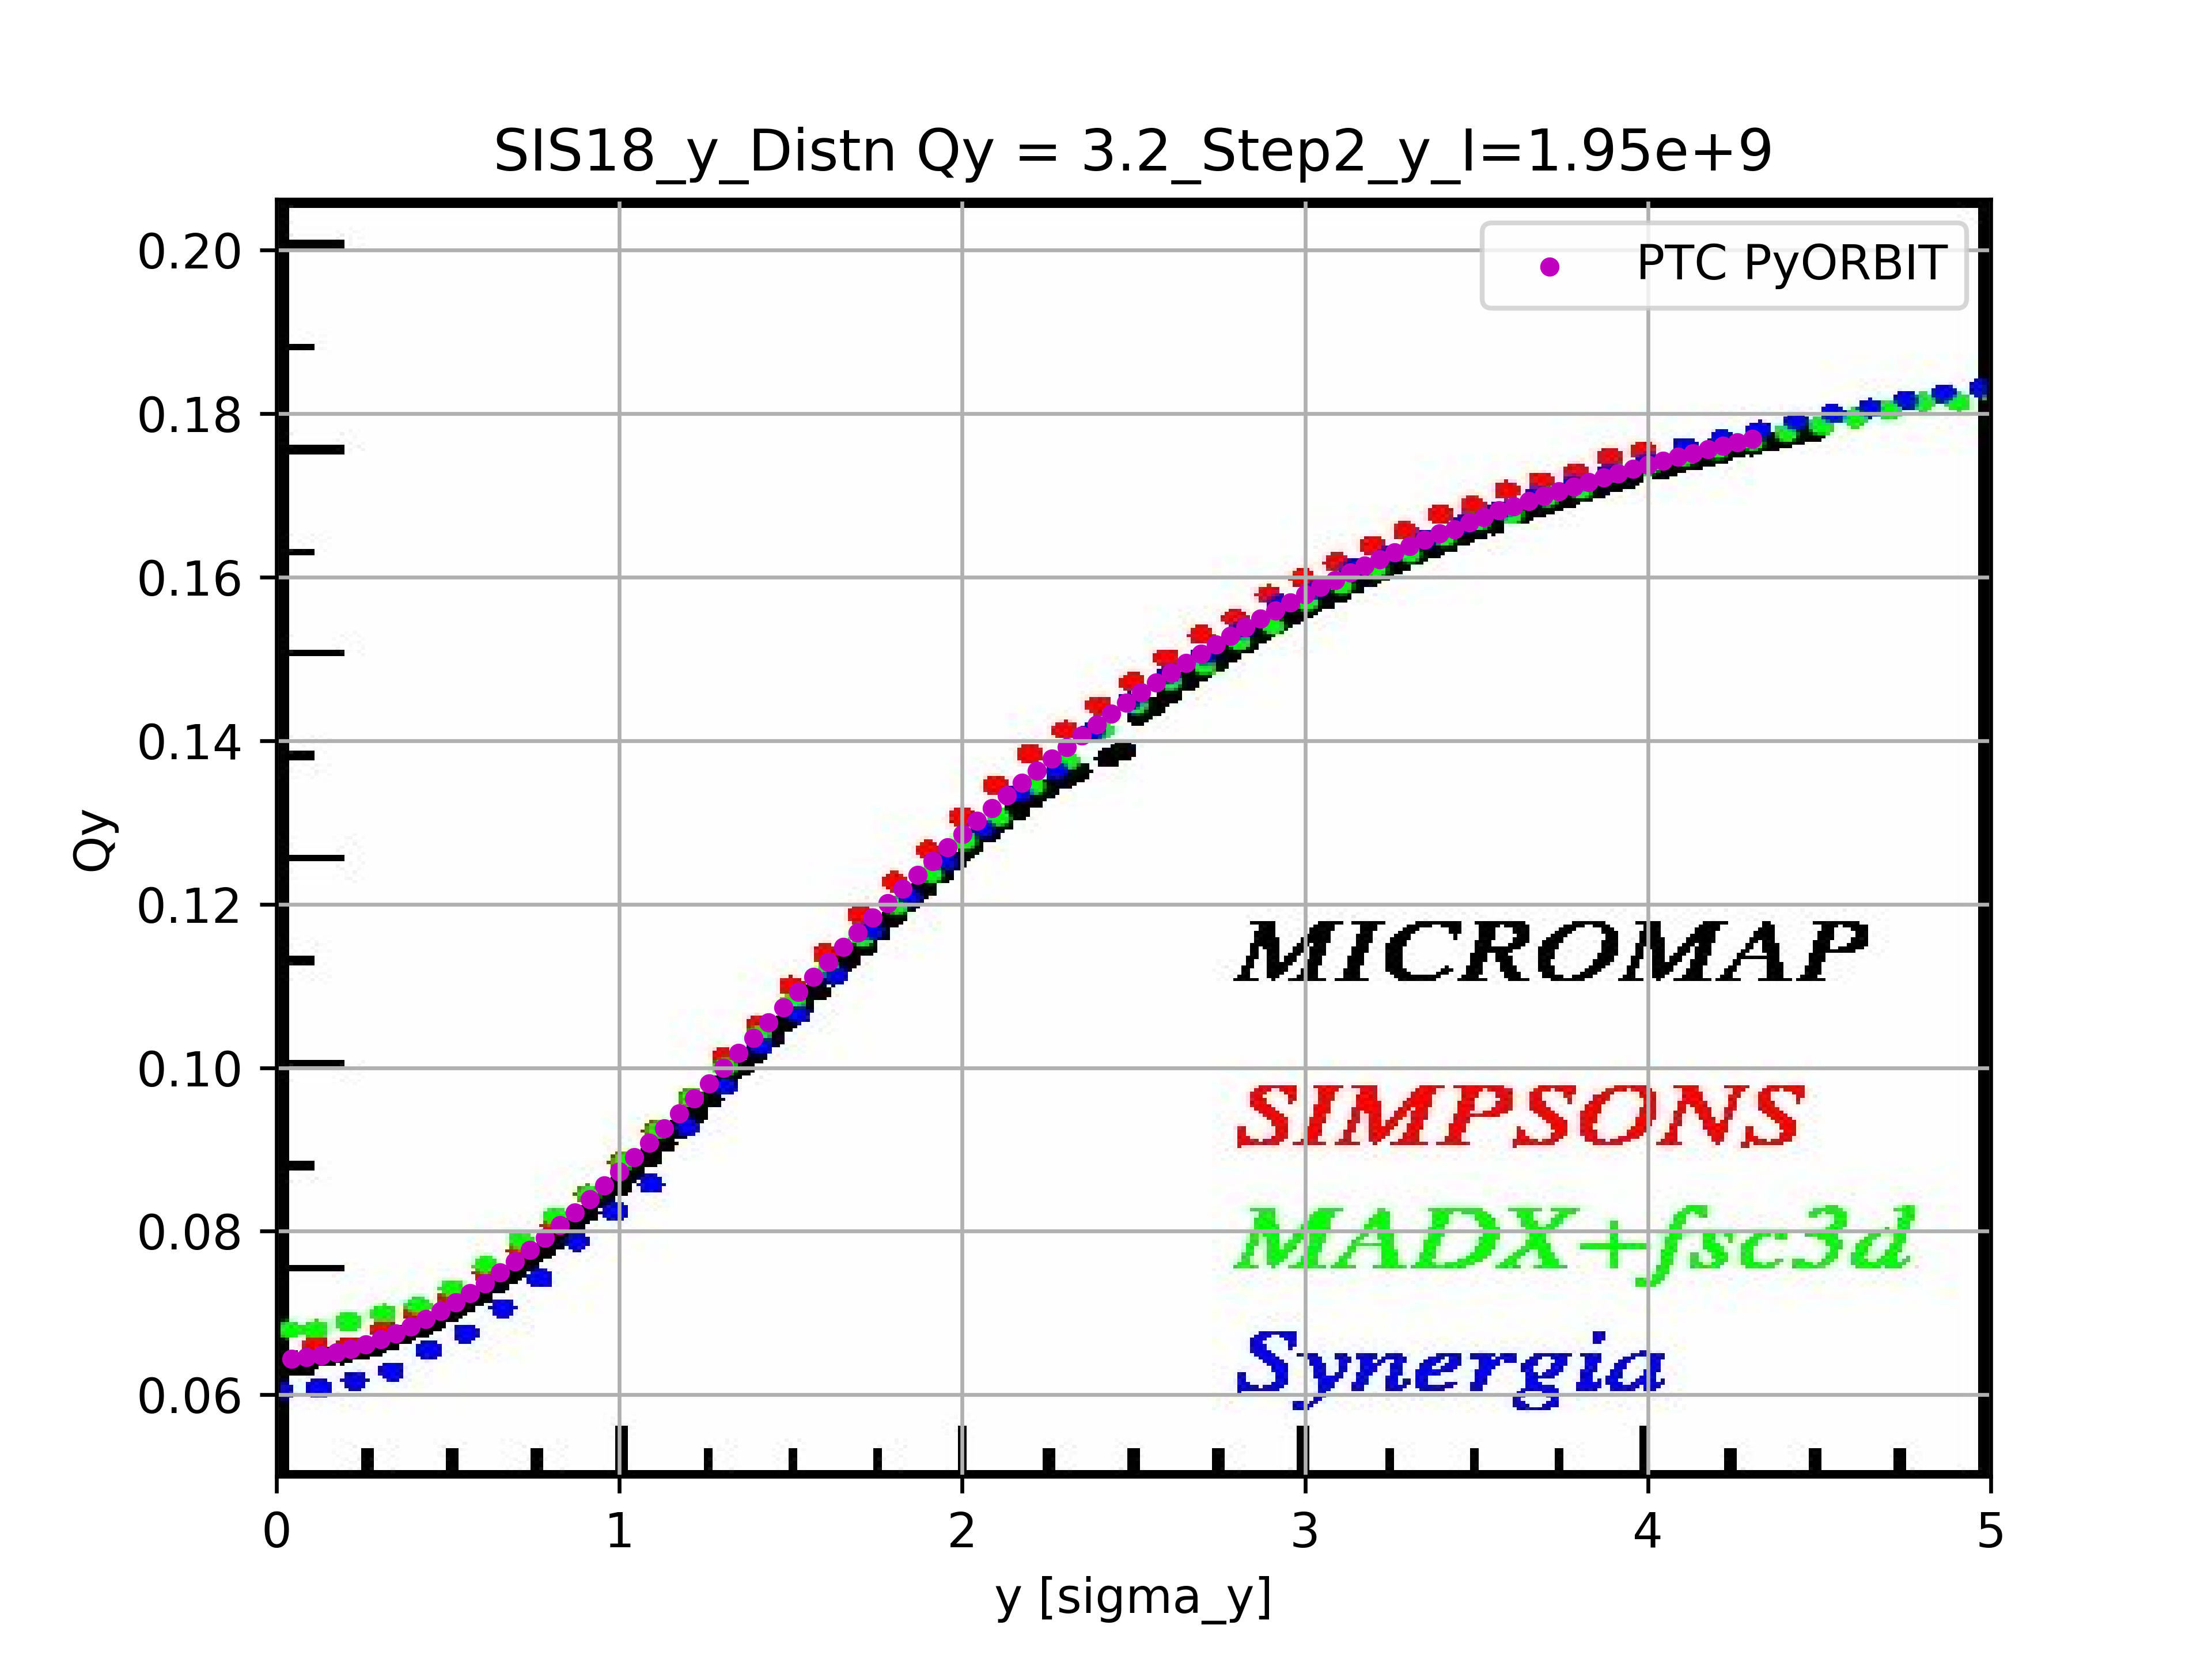 SIS18_y_Distn Qy = 3.2_Step2_y_I=1.95e+9
PTC PyORBIT
0.20
0.18
0.16
0.14
0.12
0.10
0.08
0.06
Qy
MICROMAP
SIMPSONS
MADX+fsc3d
Synergia
0 1 2 3 4 5
y [sigma_y]